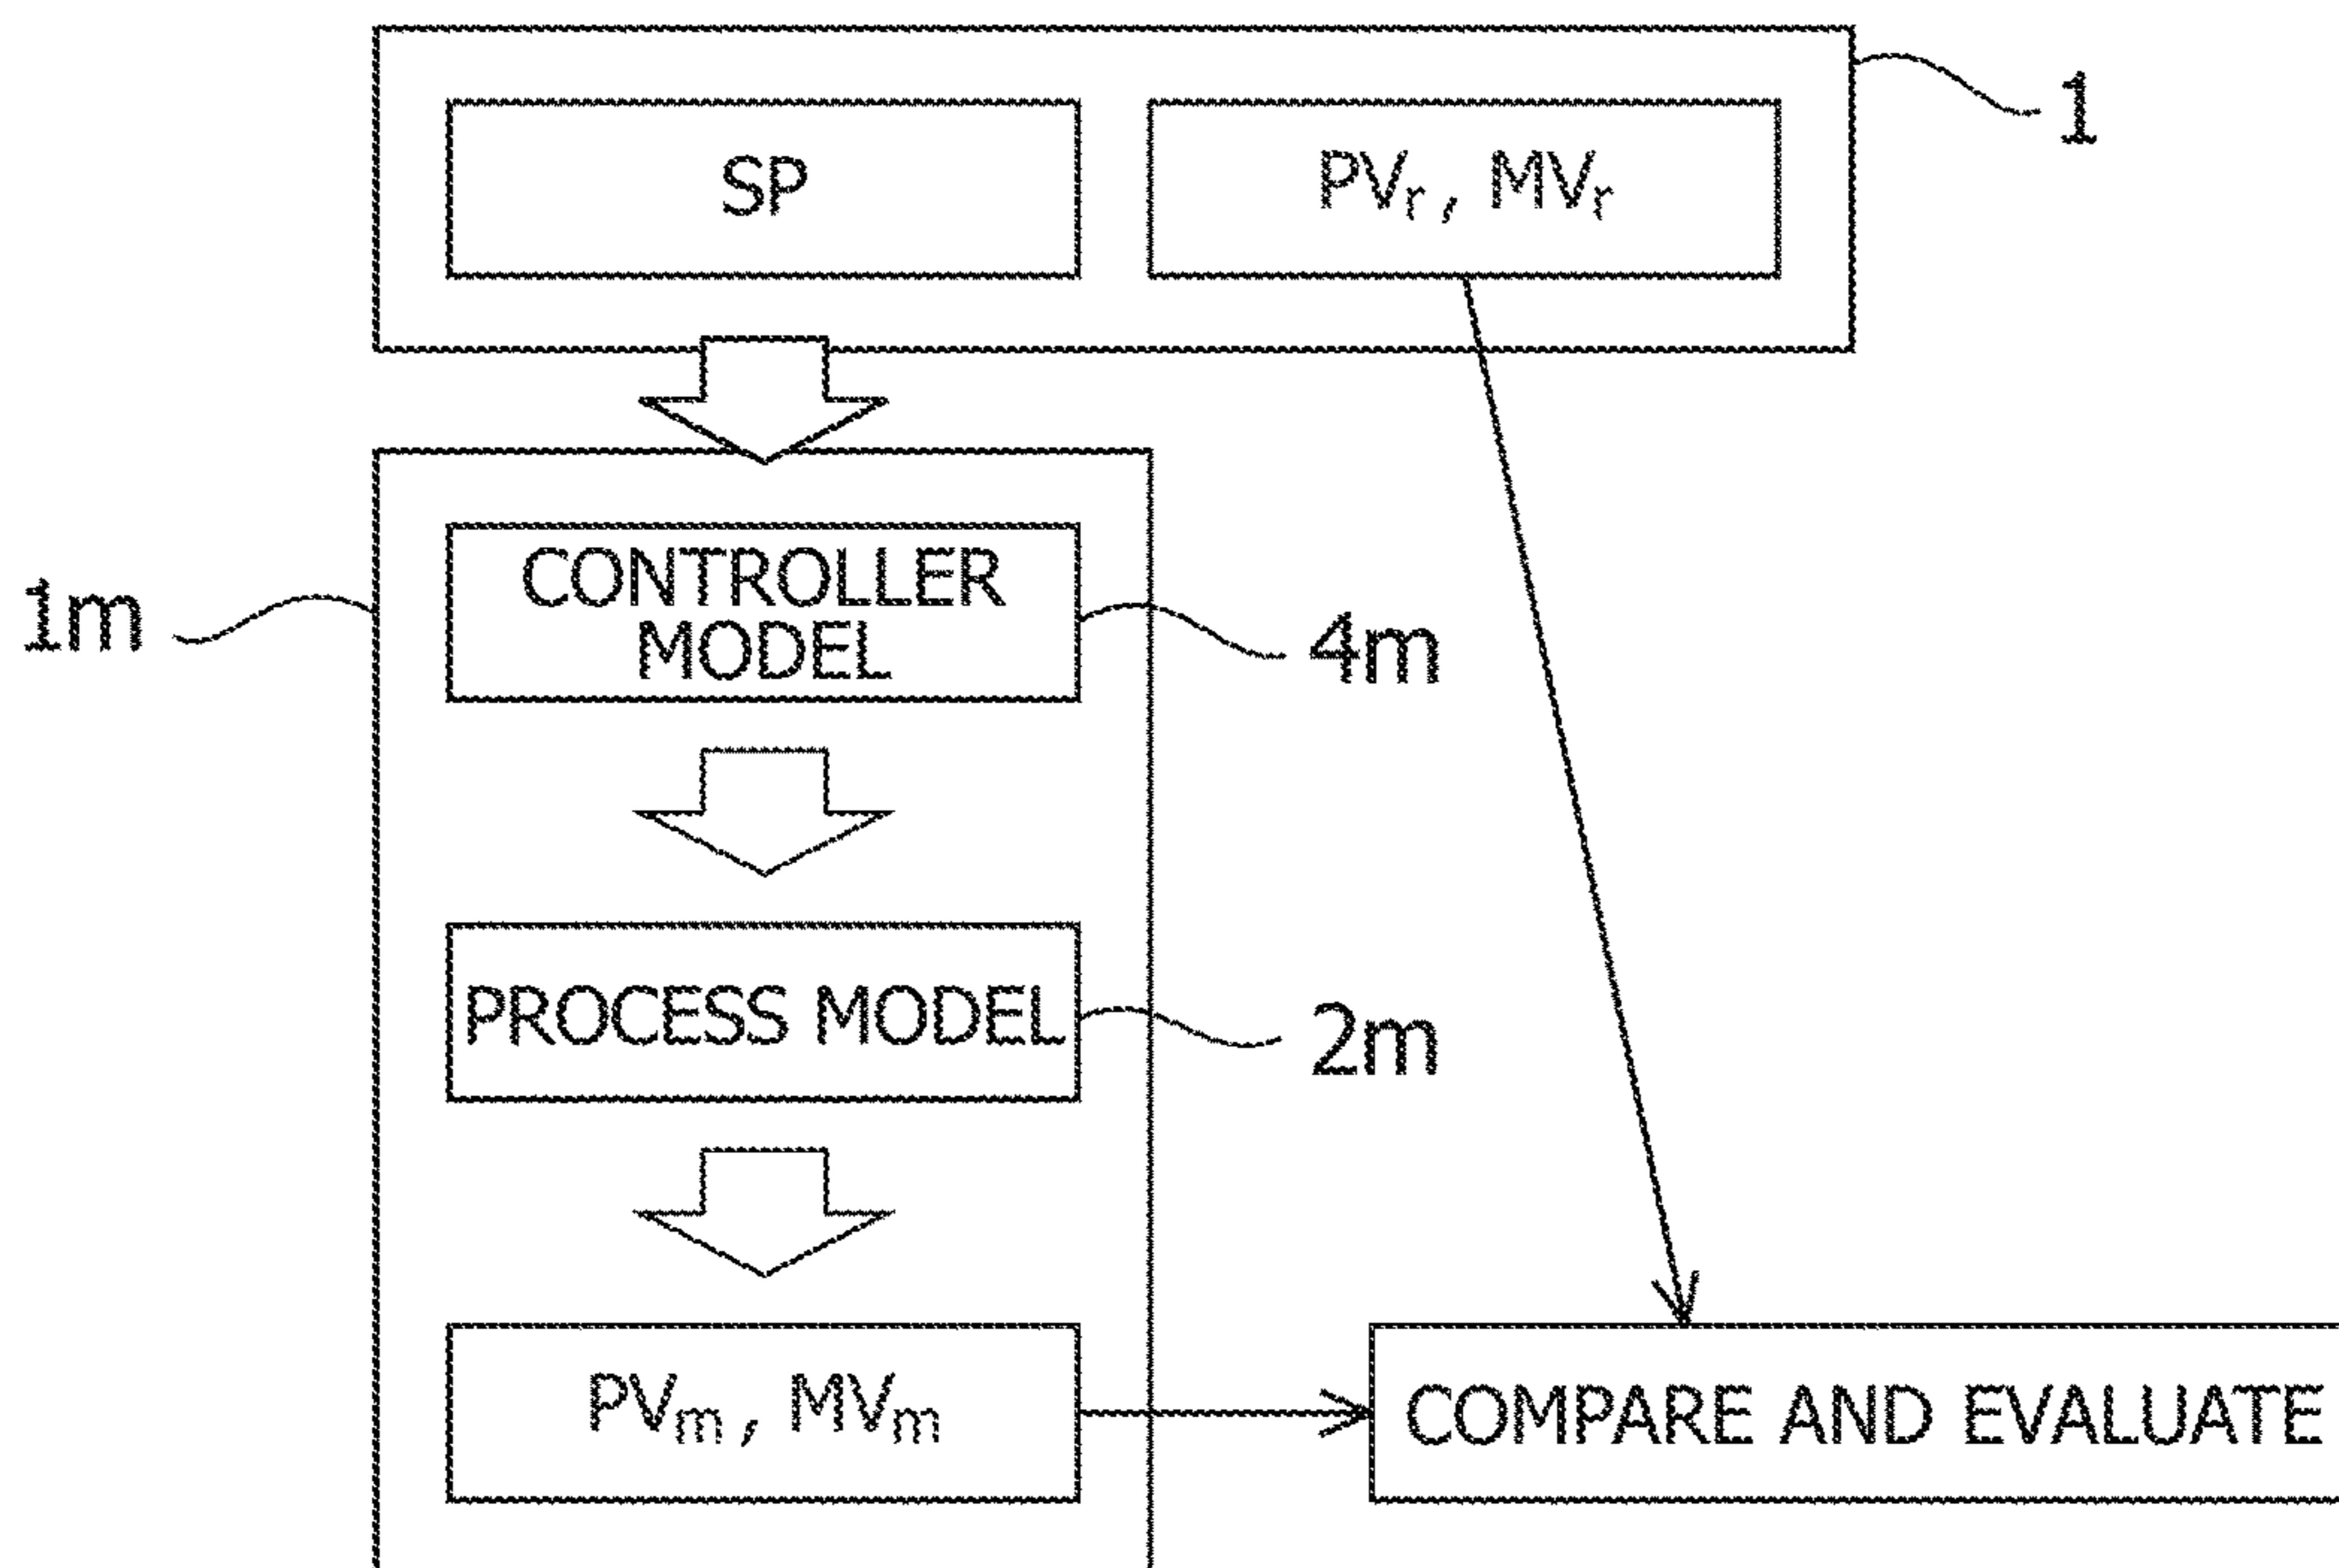 SP
PVr, MVr
1
CONTROLLER
MODEL
1m
4m
PROCESS MODEL
2m
PVm, MVm
COMPARE AND EVALUATE